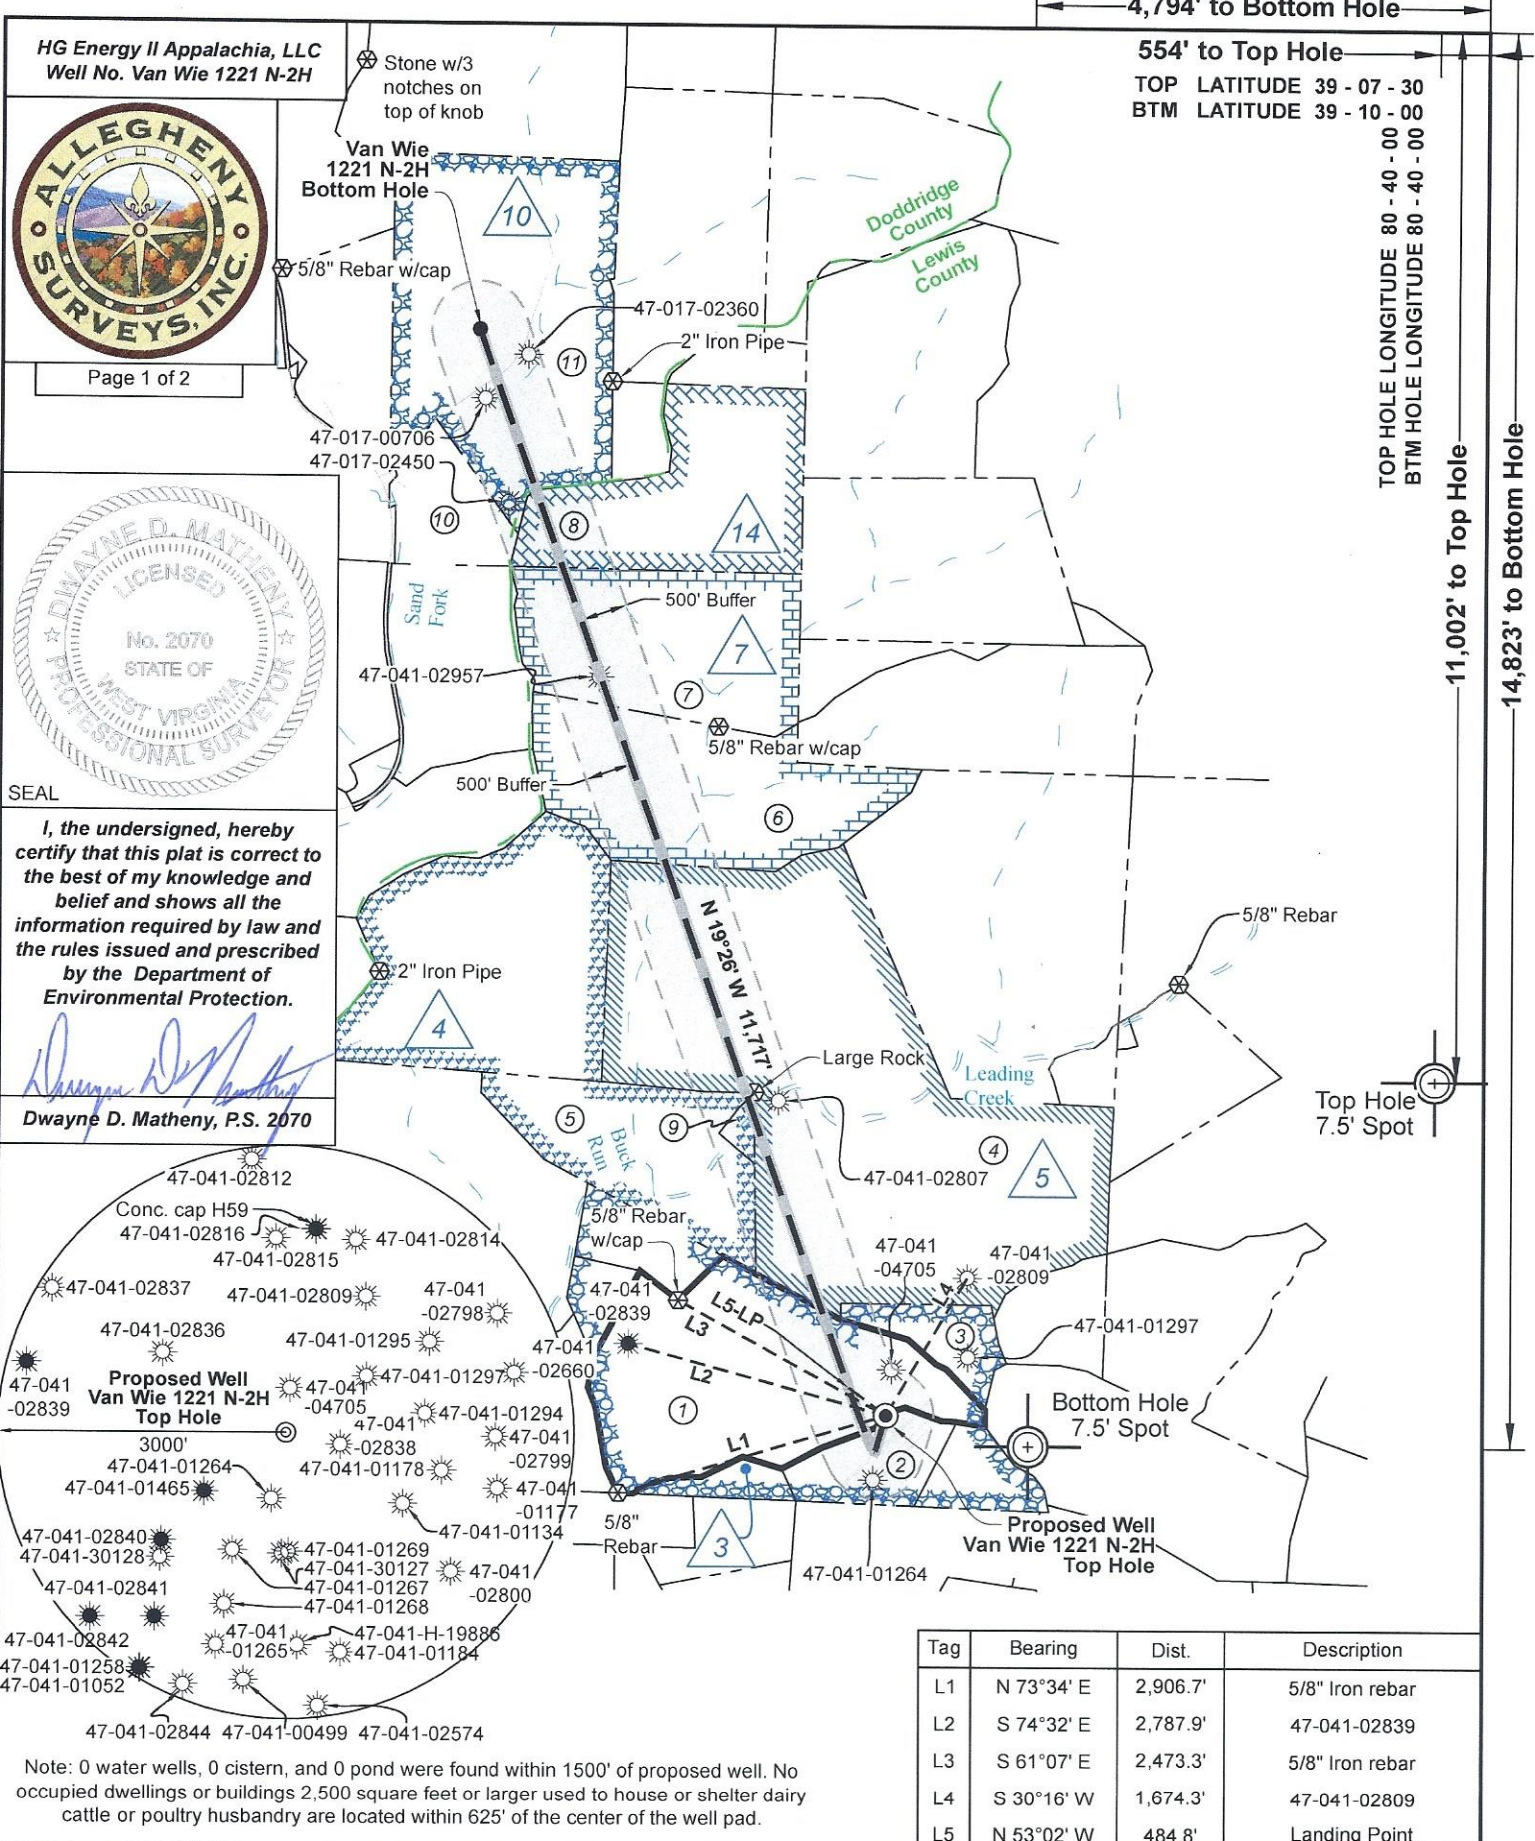 4,794' to Bottom Hole
HG Energy II Appalachia, LLC
Well No. Van Wie 1221 N-2H
554' to Top Hole
TOP LATITUDE 39 - 07 - 30
BTM LATITUDE 39 - 10 - 00
TOP HOLE LONGITUDE 80 - 40 - 00
BTM HOLE LONGITUDE 80 - 40 - 00
11,002' to Top Hole
14,823' to Bottom Hole
ALLEGHENY
SURVEYS, INC.
Page 1 of 2
Stone w/3
notches on
top of knob
Van Wie
1221 N-2H
Bottom Hole
10
Doddridge
County
Lewis
County
5/8" Rebar w/cap
47-017-02360
2" Iron Pipe
11
47-017-00706
47-017-02450
10
8
14
DWAYNE D. MATHENY
LICENSED
No. 2070
STATE OF
WEST VIRGINIA
PROFESSIONAL SURVEYOR
SEAL
Sand
Fork
500' Buffer
7
47-041-02957
7
5/8" Rebar w/cap
500' Buffer
6
I, the undersigned, hereby
certify that this plat is correct to
the best of my knowledge and
belief and shows all the
information required by law and
the rules issued and prescribed
by the Department of
Environmental Protection.
Dwayne D. Matheny, P.S. 2070
N 19°26' W 11,717'
5/8" Rebar
2" Iron Pipe
4
Large Rock
Leading
Creek
Top Hole
7.5' Spot
5
Buck
Run
9
4
5
47-041-02807
5/8" Rebar
w/cap
47-041
-04705
47-041
-02809
47-041
-02839
L5-LP
L3
L4
L2
3
47-041-01297
1
Bottom Hole
7.5' Spot
L1
2
5/8"
Rebar
3
47-041-01264
Proposed Well
Van Wie 1221 N-2H
Top Hole
47-041-02812
Conc. cap H59
47-041-02816
47-041-02814
47-041-02815
47-041-02837
47-041-02809
47-041
-02798
47-041-02836
47-041-01295
47-041
-02660
47-041
-02839
Proposed Well
Van Wie 1221 N-2H
Top Hole
47-041-01297
47-041
-04705
47-041-01294
3000'
47-041
-02838
47-041
-02799
47-041-01264
47-041-01178
47-041-01465
47-041
-01177
47-041-01134
47-041-02840
47-041-30128
47-041-01269
47-041-30127
47-041-01267
47-041-01268
47-041
-02800
47-041-02841
47-041-02842
47-041
-01265
47-041-H-19886
47-041-01184
47-041-01258
47-041-01052
47-041-02844 47-041-00499 47-041-02574
Note: 0 water wells, 0 cistern, and 0 pond were found within 1500' of proposed well. No
occupied dwellings or buildings 2,500 square feet or larger used to house or shelter dairy
cattle or poultry husbandry are located within 625' of the center of the well pad.
Tag Bearing Dist. Description
L1 N 73°34' E 2,906.7' 5/8" Iron rebar
L2 S 74°32' E 2,787.9' 47-041-02839
L3 S 61°07' E 2,473.3' 5/8" Iron rebar
L4 S 30°16' W 1,674.3' 47-041-02809
L5 N 53°02' W 484.8' Landing Point